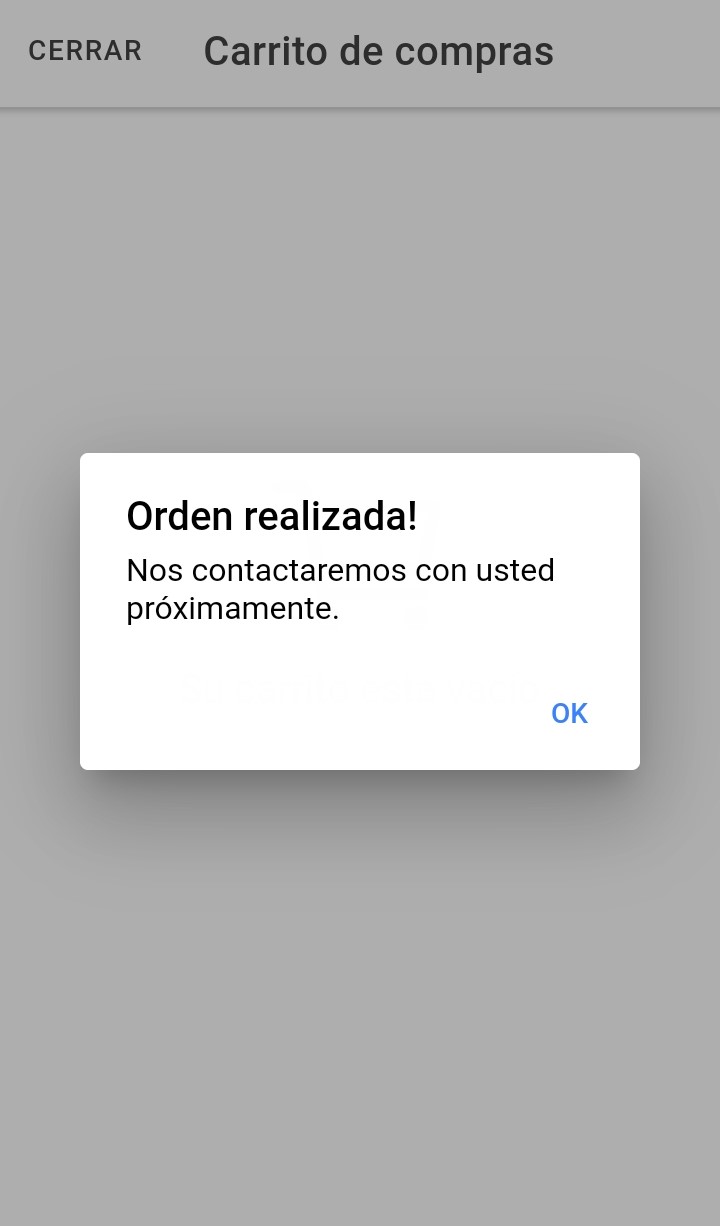 CERRAR Carrito de compras
Orden realizada!
Nos contactaremos con usted
próximamente.
OK